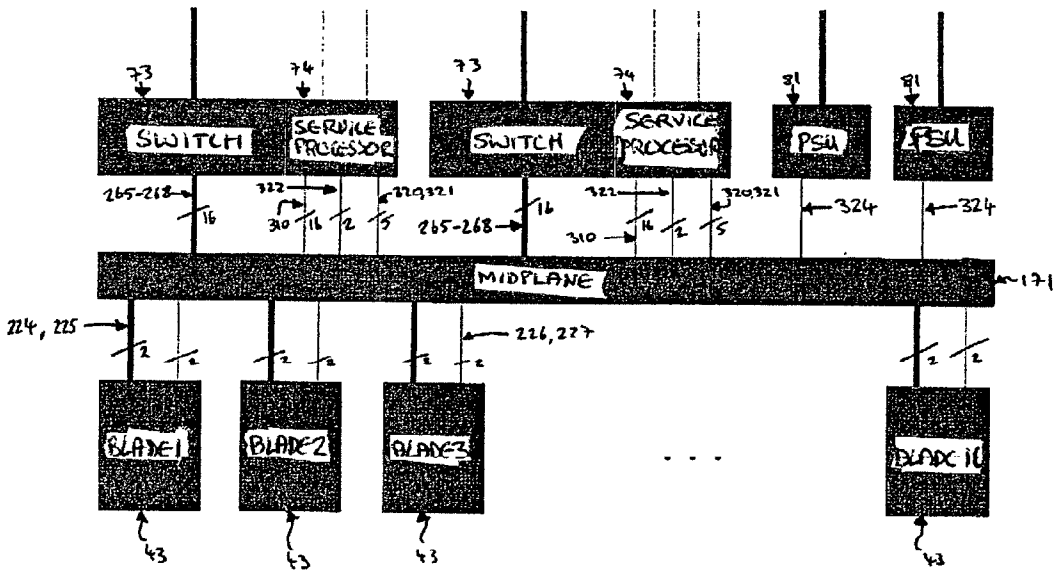 73 74 73 74 81 81
SWITCH SERVICE PROCESSOR SWITCH SERVICE PROCESSOR PSU PSU
265-268 16 322 310 16 2 5 320,321 265-268 16 322 310 16 2 5 320,321 324 324
MIDPLANE 171
224, 225 2 2 2 2 226, 227 2 2 2 2
BLADE1 BLADE2 BLADE3 . . .
43 43 43 43